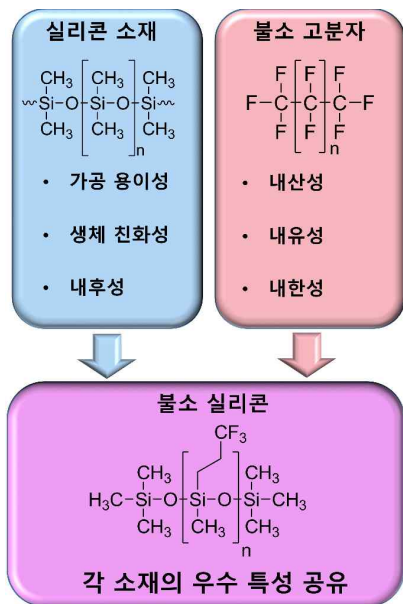 실리콘 소재
CH₃ CH₃ CH₃
Si-O Si-O Si
CH₃ CH₃ CH₃
n
• 가공 용이성
• 생체 친화성
• 내후성
불소 고분자
F F F
F-C C C-F
F F F
n
• 내산성
• 내유성
• 내한성
불소 실리콘
CF₃
CH₃ CH₃
H₃C-Si-O Si-O Si-CH₃
CH₃ CH₃ CH₃
n
각 소재의 우수 특성 공유